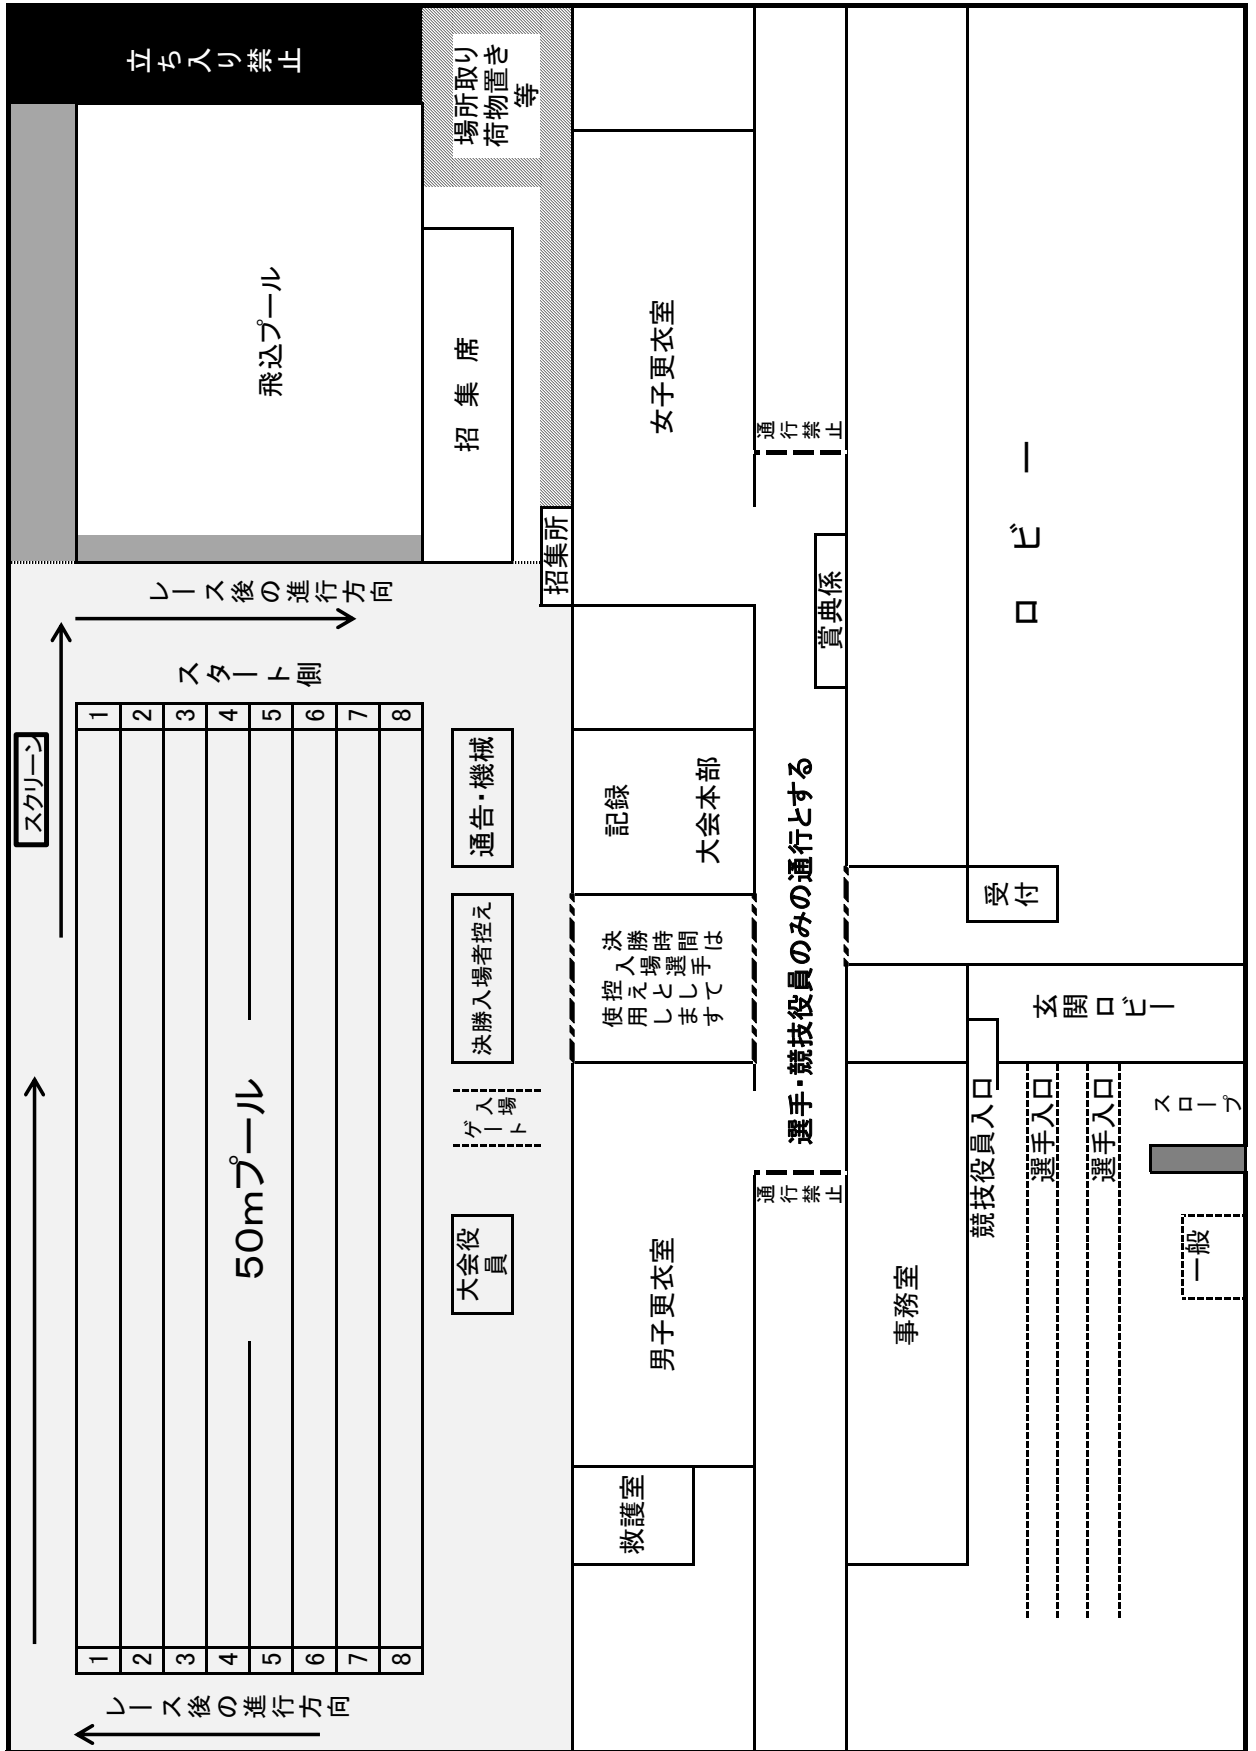 レース後の進行方向
1
2
3
4
5
6
7
8
50mプール
スクリーン
1
2
3
4
5
6
7
8
スタート側
レース後の進行方向
飛込プール
立ち入り禁止
大会役
員
入場
ゲート
決勝入場者控え
通告・機械
招集所
招集席
場所取り
荷物置き
等
救護室
男子更衣室
決勝時間は
入場選手
控えとして
使用します
記録
大会本部
女子更衣室
通行禁止
選手・競技役員のみの通行とする
賞典係
通行禁止
事務室
競技役員入口
選手入口
選手入口
一般
スロープ
玄関ロビー
受付
ロビー